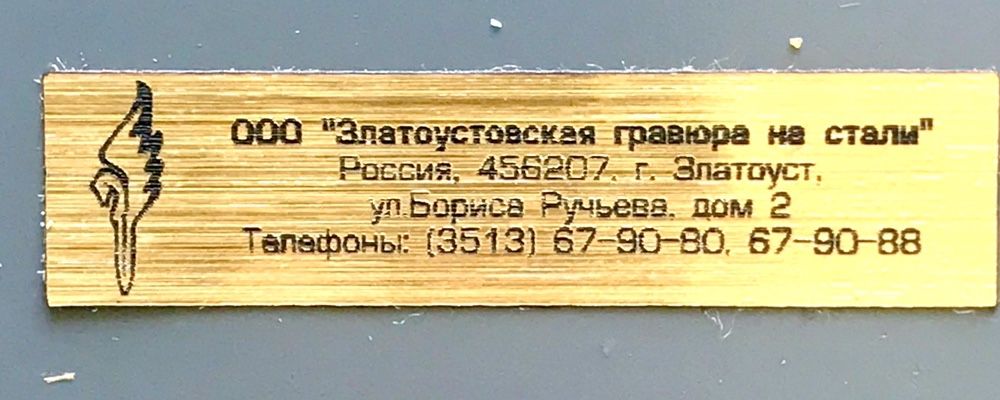 ООО "Златоустовская гравюра на стали"
Россия, 456207, г. Златоуст,
ул.Бориса Ручьева, дом 2
Телефоны: (3513) 67-90-80, 67-90-88